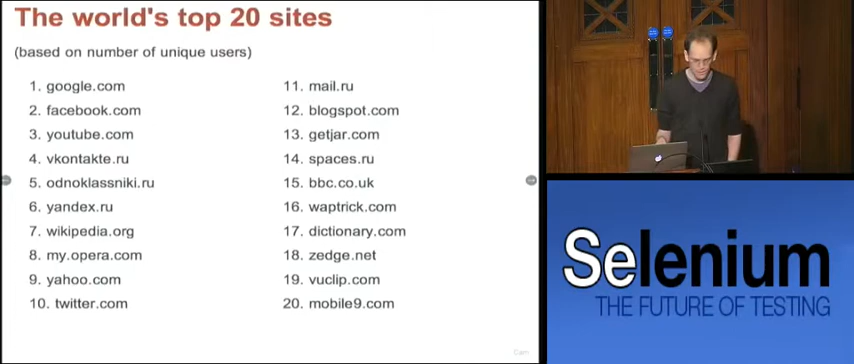 The world's top 20 sites
(based on number of unique users)
1. google.com
2. facebook.com
3. youtube.com
4. vkontakte.ru
5. odnoklassniki.ru
6. yandex.ru
7. wikipedia.org
8. my.opera.com
9. yahoo.com
10. twitter.com
11. mail.ru
12. blogspot.com
13. getjar.com
14. spaces.ru
15. bbc.co.uk
16. waptrick.com
17. dictionary.com
18. zedge.net
19. vuclip.com
20. mobile9.com
Selenium
THE FUTURE OF TESTING